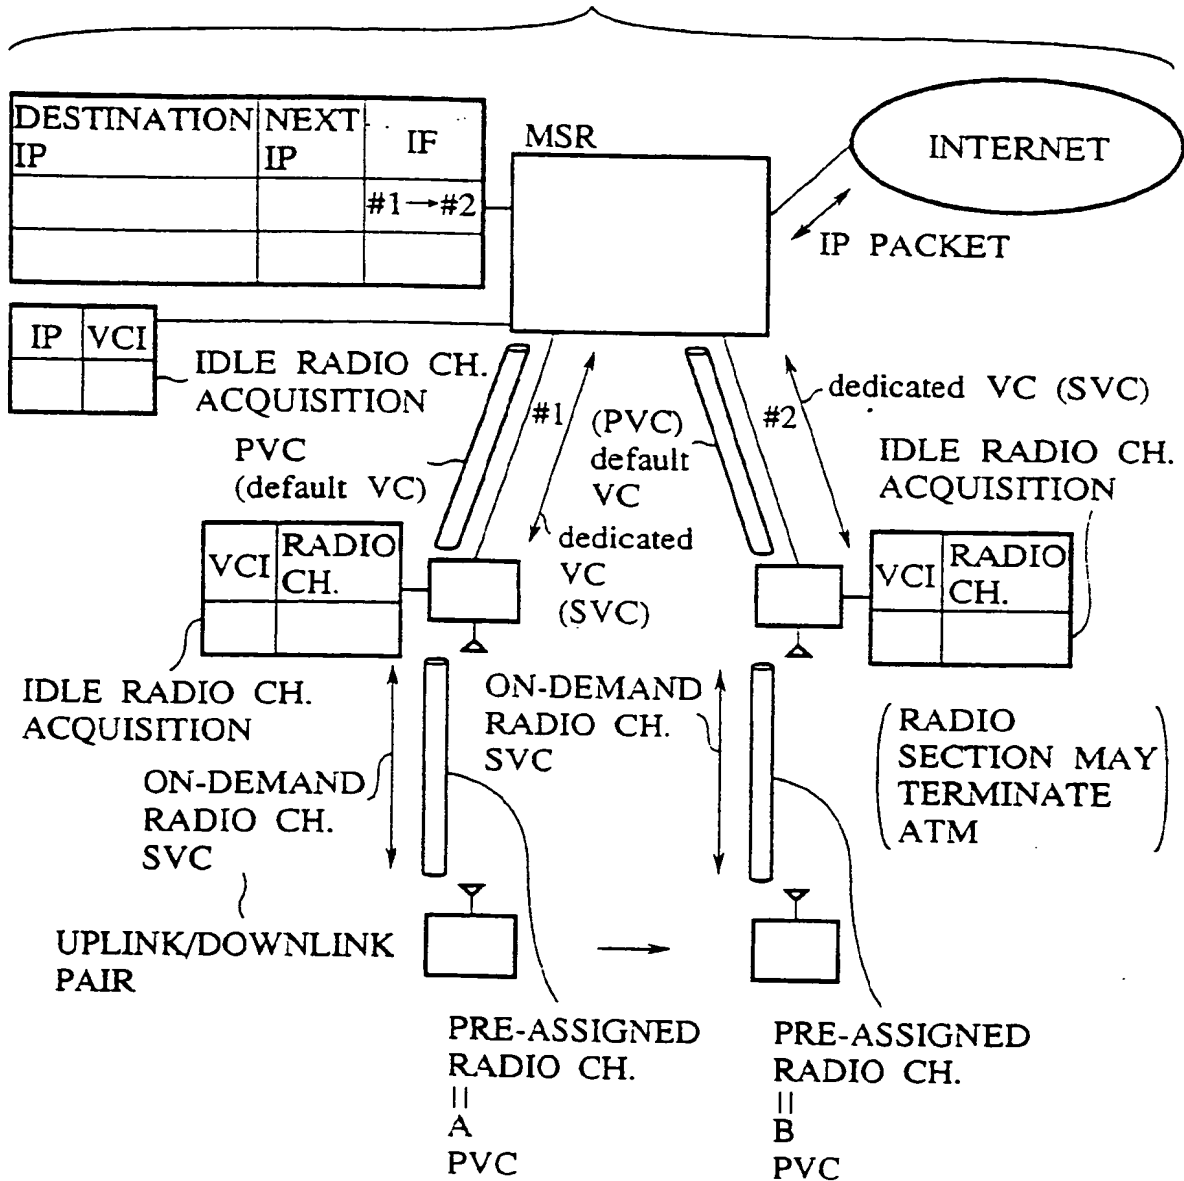 DESTINATION IP
NEXT IP
IF
#1→#2
MSR
INTERNET
IP PACKET
IP
VCI
IDLE RADIO CH.
ACQUISITION
PVC
(default VC)
#1
(PVC)
default
VC
#2
dedicated VC (SVC)
IDLE RADIO CH.
ACQUISITION
dedicated
VC
(SVC)
VCI
RADIO
CH.
VCI
RADIO
CH.
IDLE RADIO CH.
ACQUISITION
ON-DEMAND
RADIO CH.
SVC
ON-DEMAND
RADIO CH.
SVC
RADIO
SECTION MAY
TERMINATE
ATM
UPLINK/DOWNLINK
PAIR
PRE-ASSIGNED
RADIO CH.
||
A
PVC
PRE-ASSIGNED
RADIO CH.
||
B
PVC